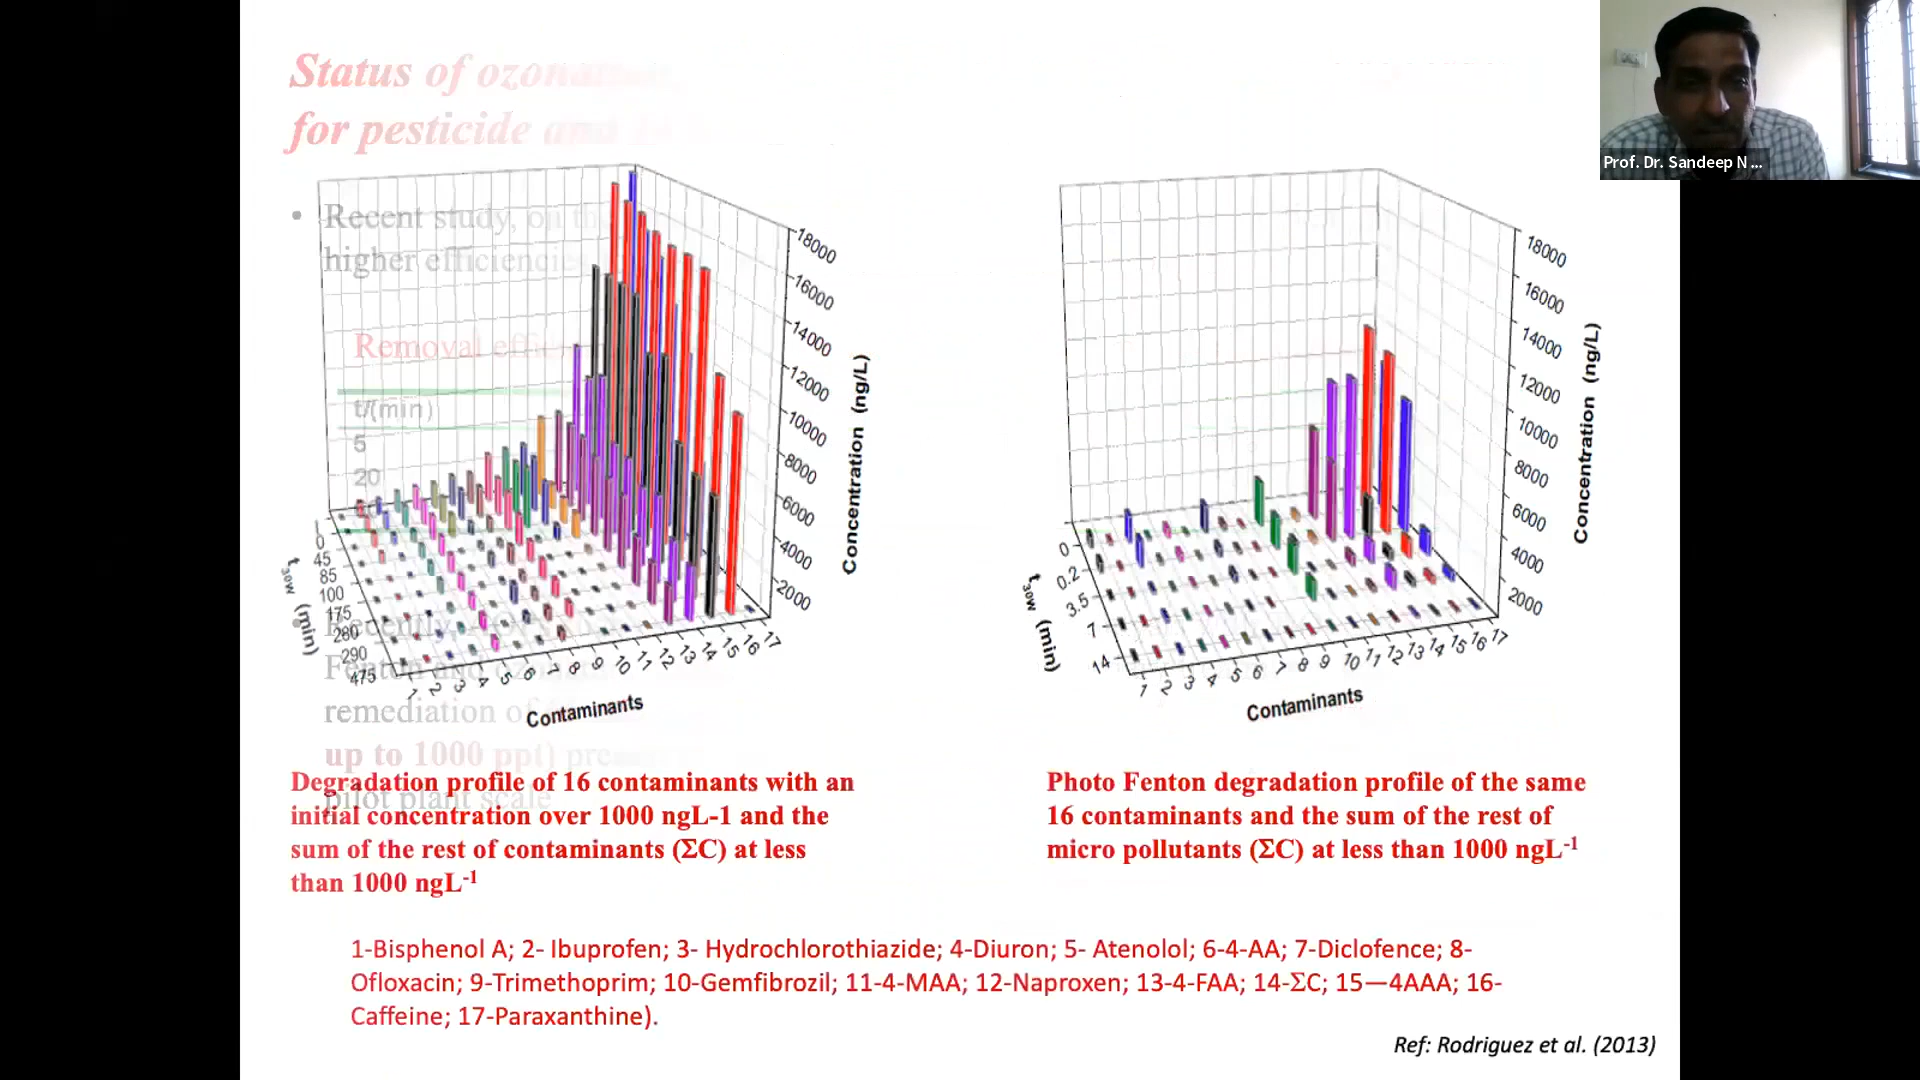 Status of ozona
for pesticide and
Prof. Dr. Sandeep N ...
• Recent study, on th
higher efficiencie
Removal effi
t/(min)
5
20
18000
16000
14000
12000
10000
8000
6000
4000
2000
Concentration (ng/L)
0
45
85
100
175
280
290
475
t30W (min)
1 2 3 4 5 6 7 8 9 10 11 12 13 14 15 16 17
Contaminants
18000
16000
14000
12000
10000
8000
6000
4000
2000
Concentration (ng/L)
0
0.2
3.5
7
14
t30W (min)
1 2 3 4 5 6 7 8 9 10 11 12 13 14 15 16 17
Contaminants
Recently,
Fenton and
remediation of
up to 1000 ppt) pre
pilot plant scale
Degradation profile of 16 contaminants with an
initial concentration over 1000 ngL-1 and the
sum of the rest of contaminants (ΣC) at less
than 1000 ngL-1
Photo Fenton degradation profile of the same
16 contaminants and the sum of the rest of
micro pollutants (ΣC) at less than 1000 ngL-1
1-Bisphenol A; 2- Ibuprofen; 3- Hydrochlorothiazide; 4-Diuron; 5- Atenolol; 6-4-AA; 7-Diclofence; 8-
Ofloxacin; 9-Trimethoprim; 10-Gemfibrozil; 11-4-MAA; 12-Naproxen; 13-4-FAA; 14-ΣC; 15—4AAA; 16-
Caffeine; 17-Paraxanthine).
Ref: Rodriguez et al. (2013)